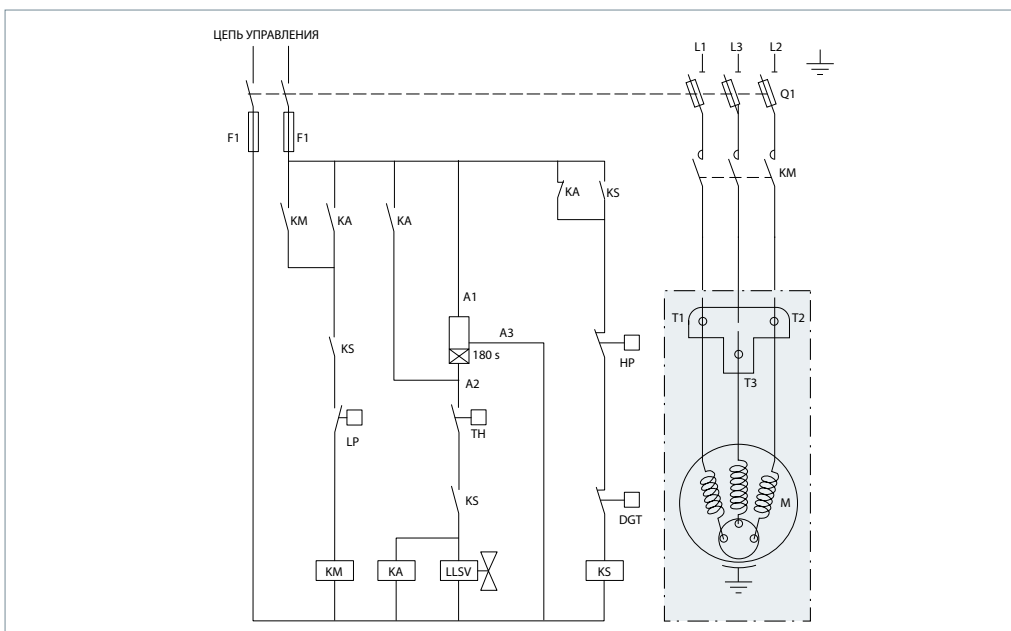 ЦЕПЬ УПРАВЛЕНИЯ
L1 L3 L2
Q1
F1 F1
KM
KA KS
KM KA KA
A1
T1 T2
A3
180 s
KS
HP
T3
A2
LP TH
KS
M
DGT
KM KA LLSV KS